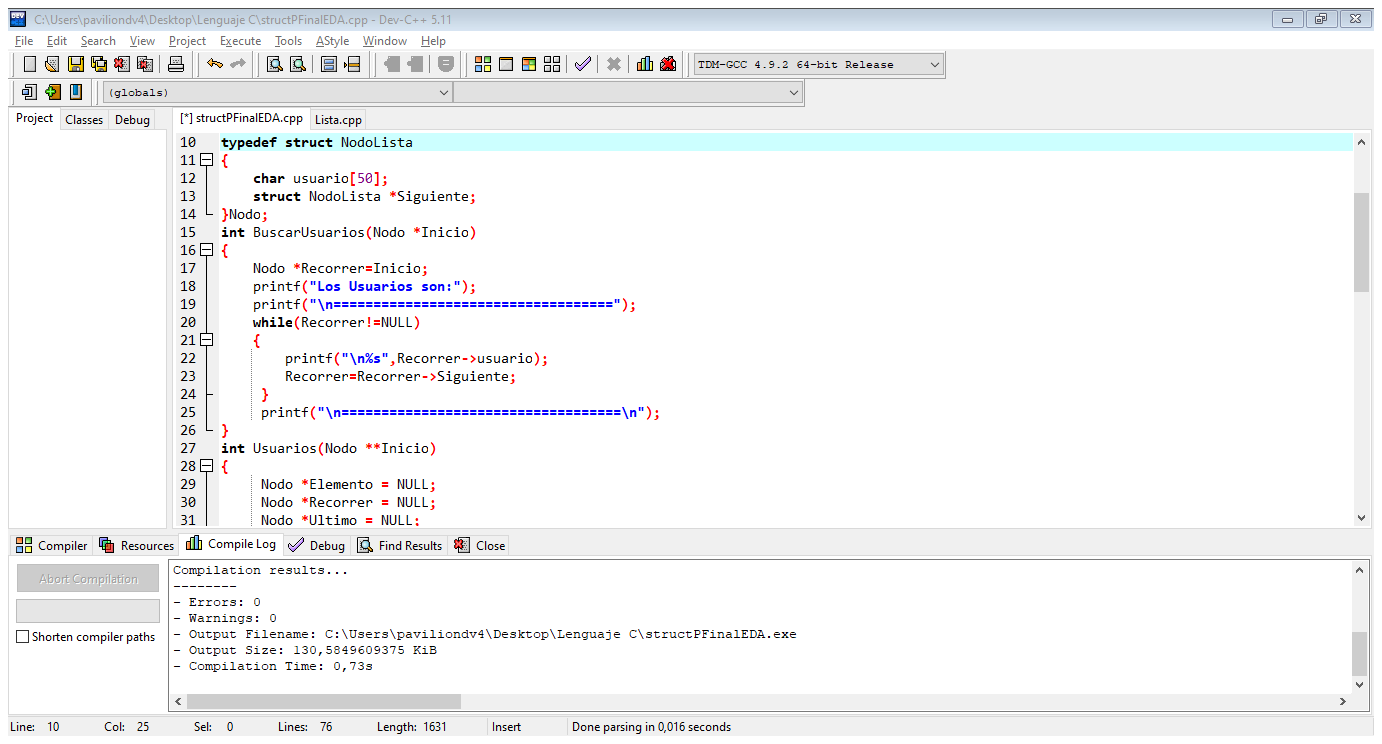 C:\Users\paviliondv4\Desktop\Lenguaje C\structPFinalEDA.cpp - Dev-C++ 5.11
File Edit Search View Project Execute Tools AStyle Window Help
TDM-GCC 4.9.2 64-bit Release
(globals)
Project Classes Debug [*] structPFinalEDA.cpp Lista.cpp
10 typedef struct NodoLista
11 {
12 char usuario[50];
13 struct NodoLista *Siguiente;
14 }Nodo;
15 int BuscarUsuarios(Nodo *Inicio)
16 {
17 Nodo *Recorrer=Inicio;
18 printf("Los Usuarios son:");
19 printf("\n===================================");
20 while(Recorrer!=NULL)
21 {
22 printf("\n%s",Recorrer->usuario);
23 Recorrer=Recorrer->Siguiente;
24 }
25 printf("\n===================================\n");
26 }
27 int Usuarios(Nodo **Inicio)
28 {
29 Nodo *Elemento = NULL;
30 Nodo *Recorrer = NULL;
31 Nodo *Ultimo = NULL;
Compiler Resources Compile Log Debug Find Results Close
Abort Compilation
Shorten compiler paths
Compilation results...
--------
- Errors: 0
- Warnings: 0
- Output Filename: C:\Users\paviliondv4\Desktop\Lenguaje C\structPFinalEDA.exe
- Output Size: 130,5849609375 KiB
- Compilation Time: 0,73s
Line: 10 Col: 25 Sel: 0 Lines: 76 Length: 1631 Insert Done parsing in 0,016 seconds